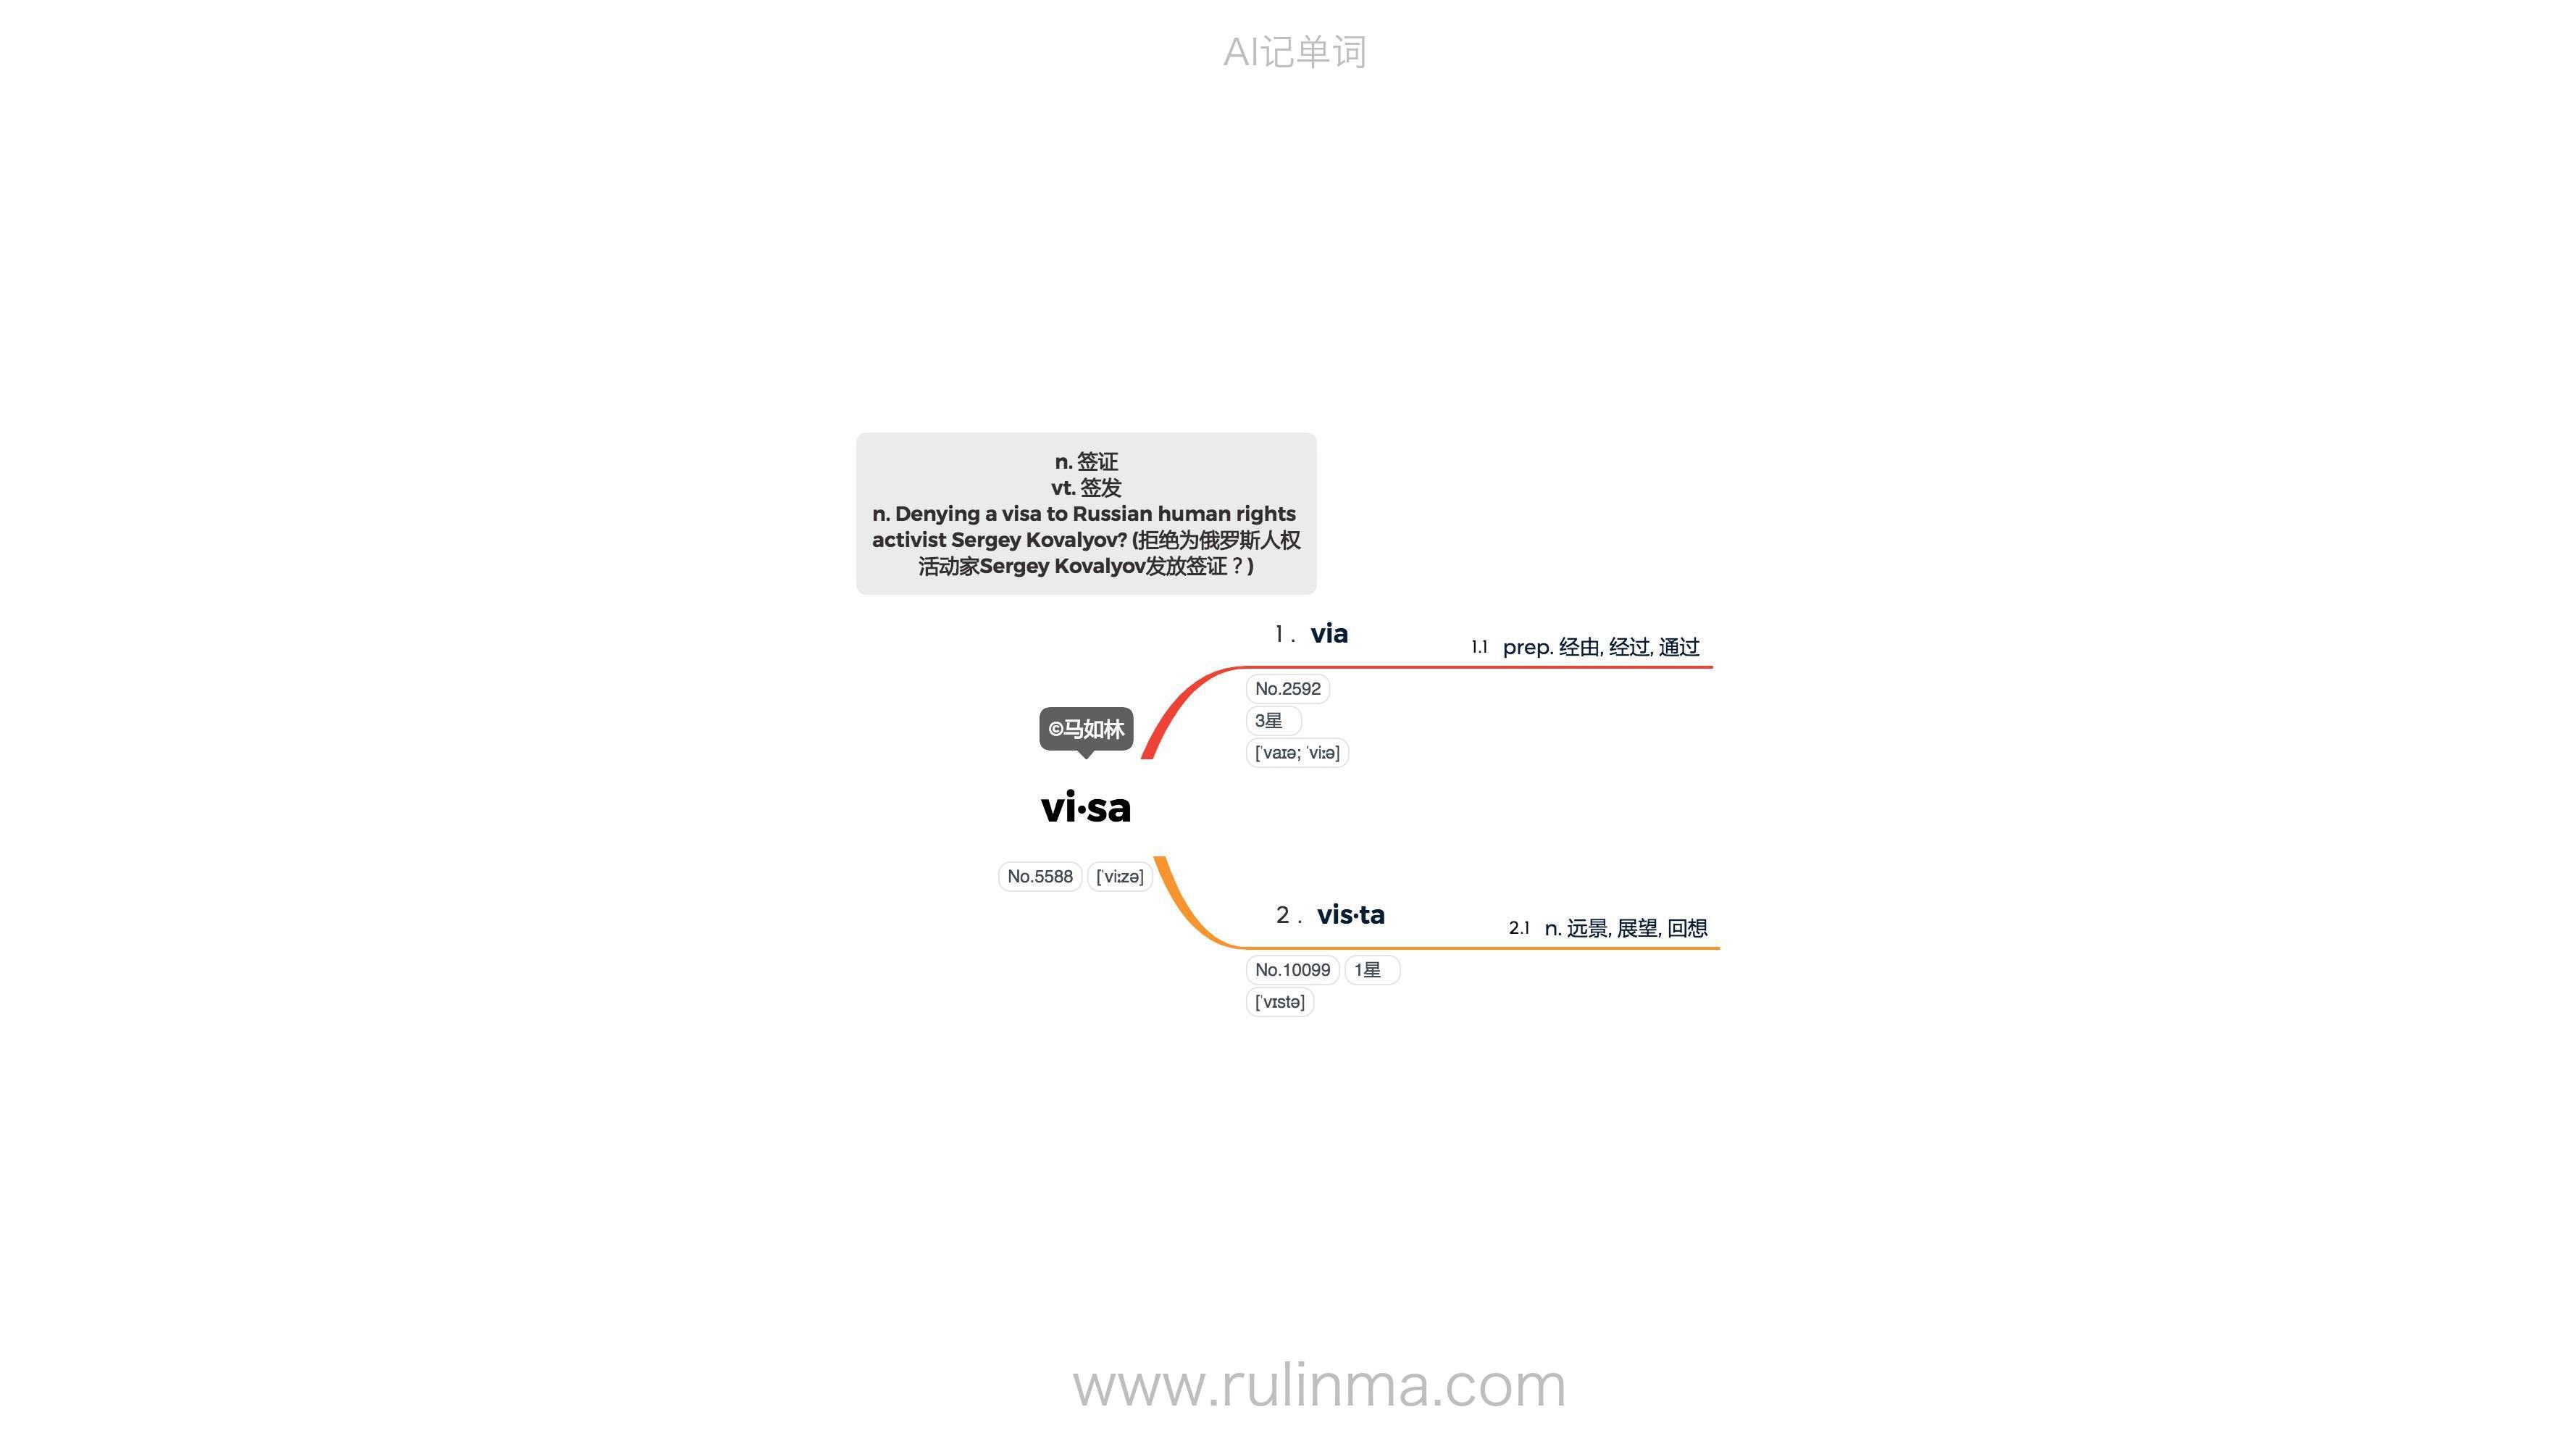 AI记单词
n. 签证
vt. 签发
n. Denying a visa to Russian human rights
activist Sergey Kovalyov? (拒绝为俄罗斯人权
活动家Sergey Kovalyov发放签证？)
1 . via
1.1 prep. 经由, 经过, 通过
No.2592
3星
[ˈvaɪə; ˈviːə]
©马如林
vi·sa
No.5588 [ˈviːzə]
2 . vis·ta
2.1 n. 远景, 展望, 回想
No.10099 1星
[ˈvɪstə]
www.rulinma.com